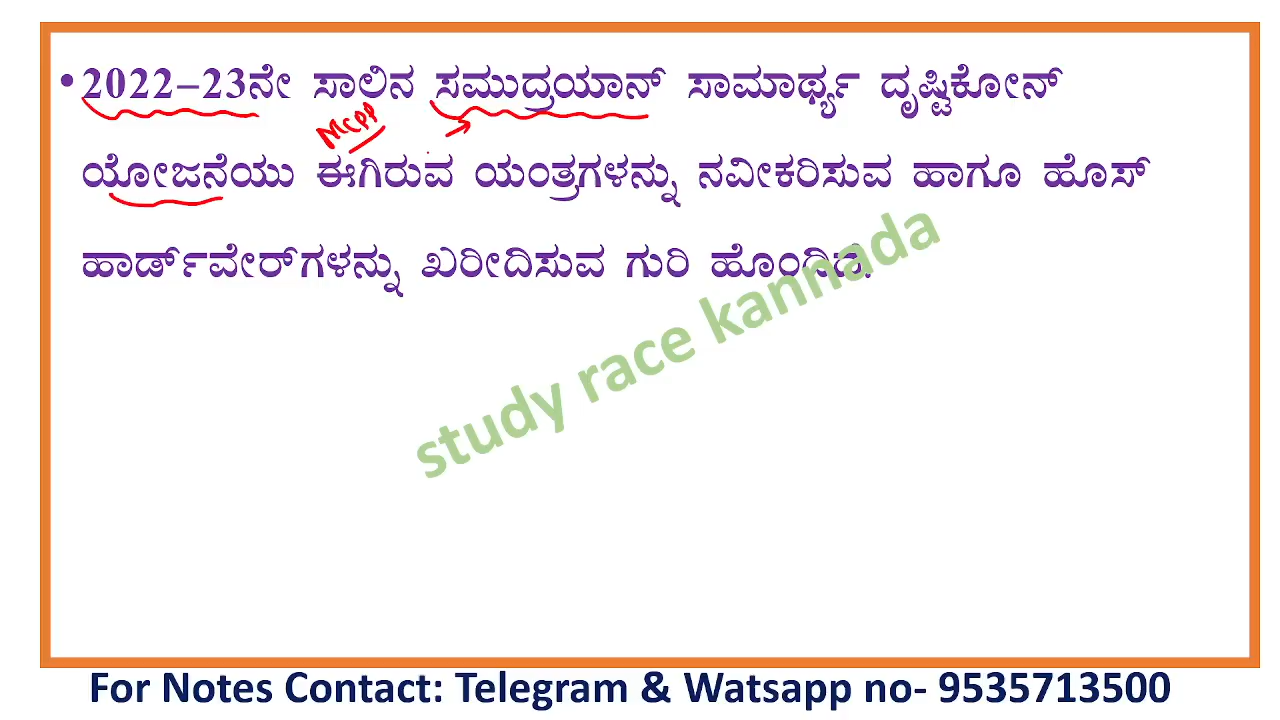 • 2022–23ನೇ ಸಾಲಿನ ಸಮುದ್ರಯಾನ್ ಸಾಮಾರ್ಥ್ಯ ದೃಷ್ಟಿಕೋನ್
Mcpp
ಯೋಜನೆಯು ಈಗಿರುವ ಯಂತ್ರಗಳನ್ನು ನವೀಕರಿಸುವ ಹಾಗೂ ಹೊಸ್
ಹಾರ್ಡ್‌ವೇರ್‌ಗಳನ್ನು ಖರೀದಿಸುವ ಗುರಿ ಹೊಂದಿದೆ.
study race kannada
For Notes Contact: Telegram & Watsapp no- 9535713500